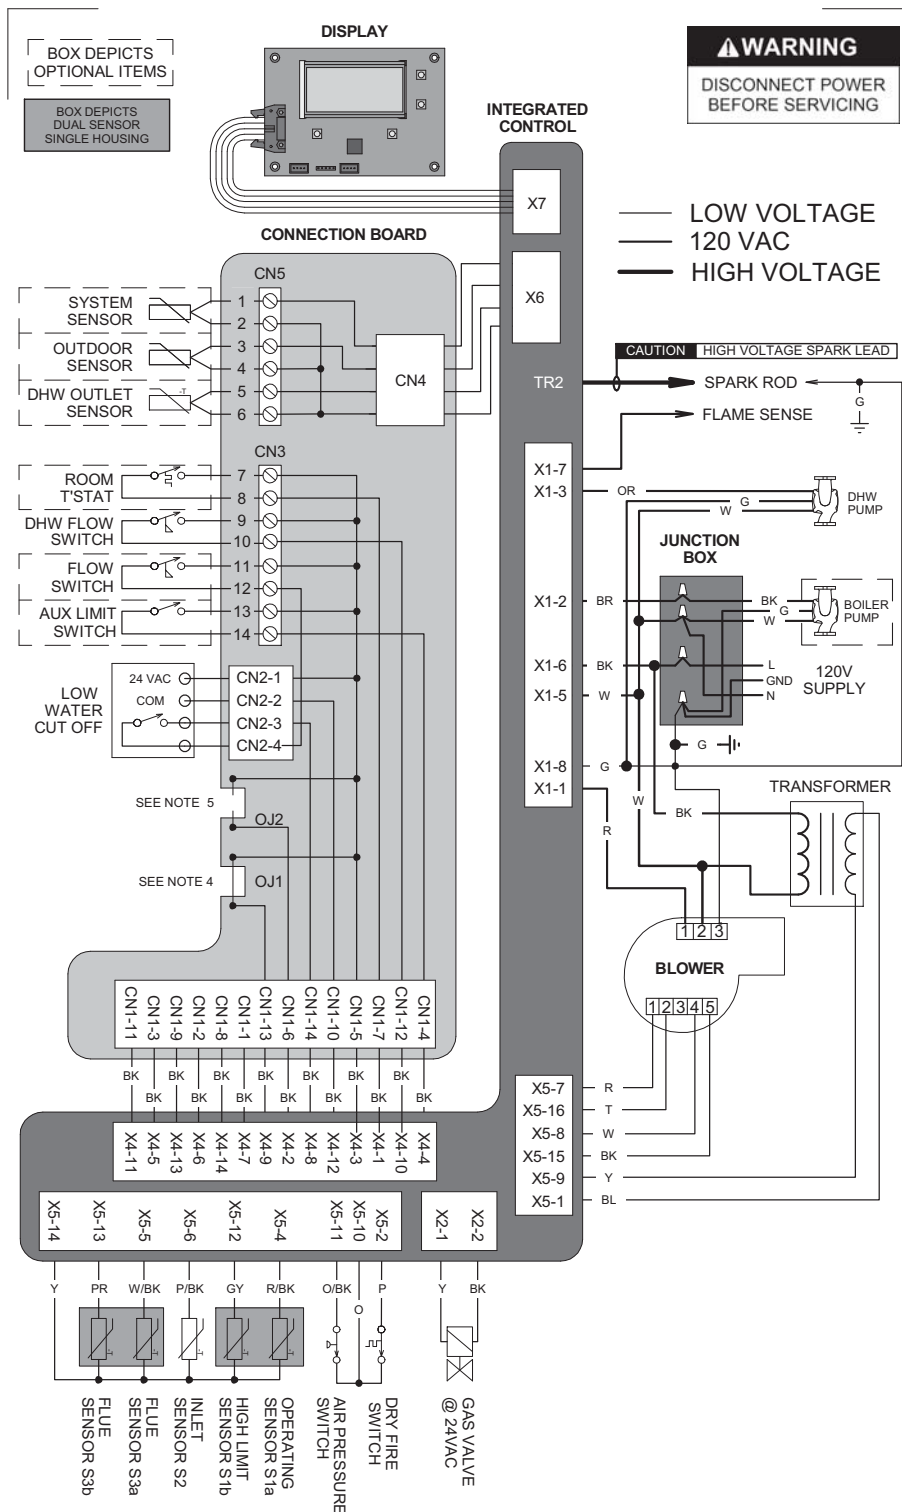 DISPLAY
BOX DEPICTS
OPTIONAL ITEMS
BOX DEPICTS
DUAL SENSOR
SINGLE HOUSING
WARNING
DISCONNECT POWER
BEFORE SERVICING
INTEGRATED
CONTROL
X7
LOW VOLTAGE
120 VAC
HIGH VOLTAGE
CONNECTION BOARD
CN5
X6
SYSTEM
SENSOR
1
2
OUTDOOR
SENSOR
3
4
DHW OUTLET
SENSOR
-T
5
6
CN4
CAUTION HIGH VOLTAGE SPARK LEAD
TR2
SPARK ROD
G
FLAME SENSE
CN3
ROOM
T'STAT
7
8
DHW FLOW
SWITCH
9
10
FLOW
SWITCH
11
12
AUX LIMIT
SWITCH
13
14
X1-7
X1-3
OR
G
W
DHW
PUMP
JUNCTION
BOX
X1-2
BR
BK
G
W
BOILER
PUMP
X1-6
BK
L
GND
N
120V
SUPPLY
X1-5
W
LOW
WATER
CUT OFF
24 VAC
COM
CN2-1
CN2-2
CN2-3
CN2-4
G
X1-8
G
X1-1
SEE NOTE 5
OJ2
SEE NOTE 4
OJ1
R
W
BK
TRANSFORMER
1 2 3
BLOWER
1 2 3 4 5
CN1-11
CN1-3
CN1-9
CN1-2
CN1-8
CN1-1
CN1-13
CN1-6
CN1-14
CN1-10
CN1-5
CN1-7
CN1-12
CN1-4
BK BK BK BK BK BK BK
BK BK BK BK BK BK BK
X4-11
X4-5
X4-13
X4-6
X4-14
X4-7
X4-9
X4-2
X4-8
X4-12
X4-3
X4-1
X4-10
X4-4
X5-7 R
X5-16 T
X5-8 W
X5-15 BK
X5-9 Y
X5-1 BL
X5-14
X5-13
X5-5
X5-6
X5-12
X5-4
X5-11
X5-10
X5-2
X2-1
X2-2
Y PR W/BK P/BK GY R/BK O/BK O P Y BK
-T -T -T -T -T
FLUE
SENSOR S3b
FLUE
SENSOR S3a
INLET
SENSOR S2
HIGH LIMIT
SENSOR S1b
OPERATING
SENSOR S1a
AIR PRESSURE
SWITCH
DRY FIRE
SWITCH
GAS VALVE
@ 24VAC